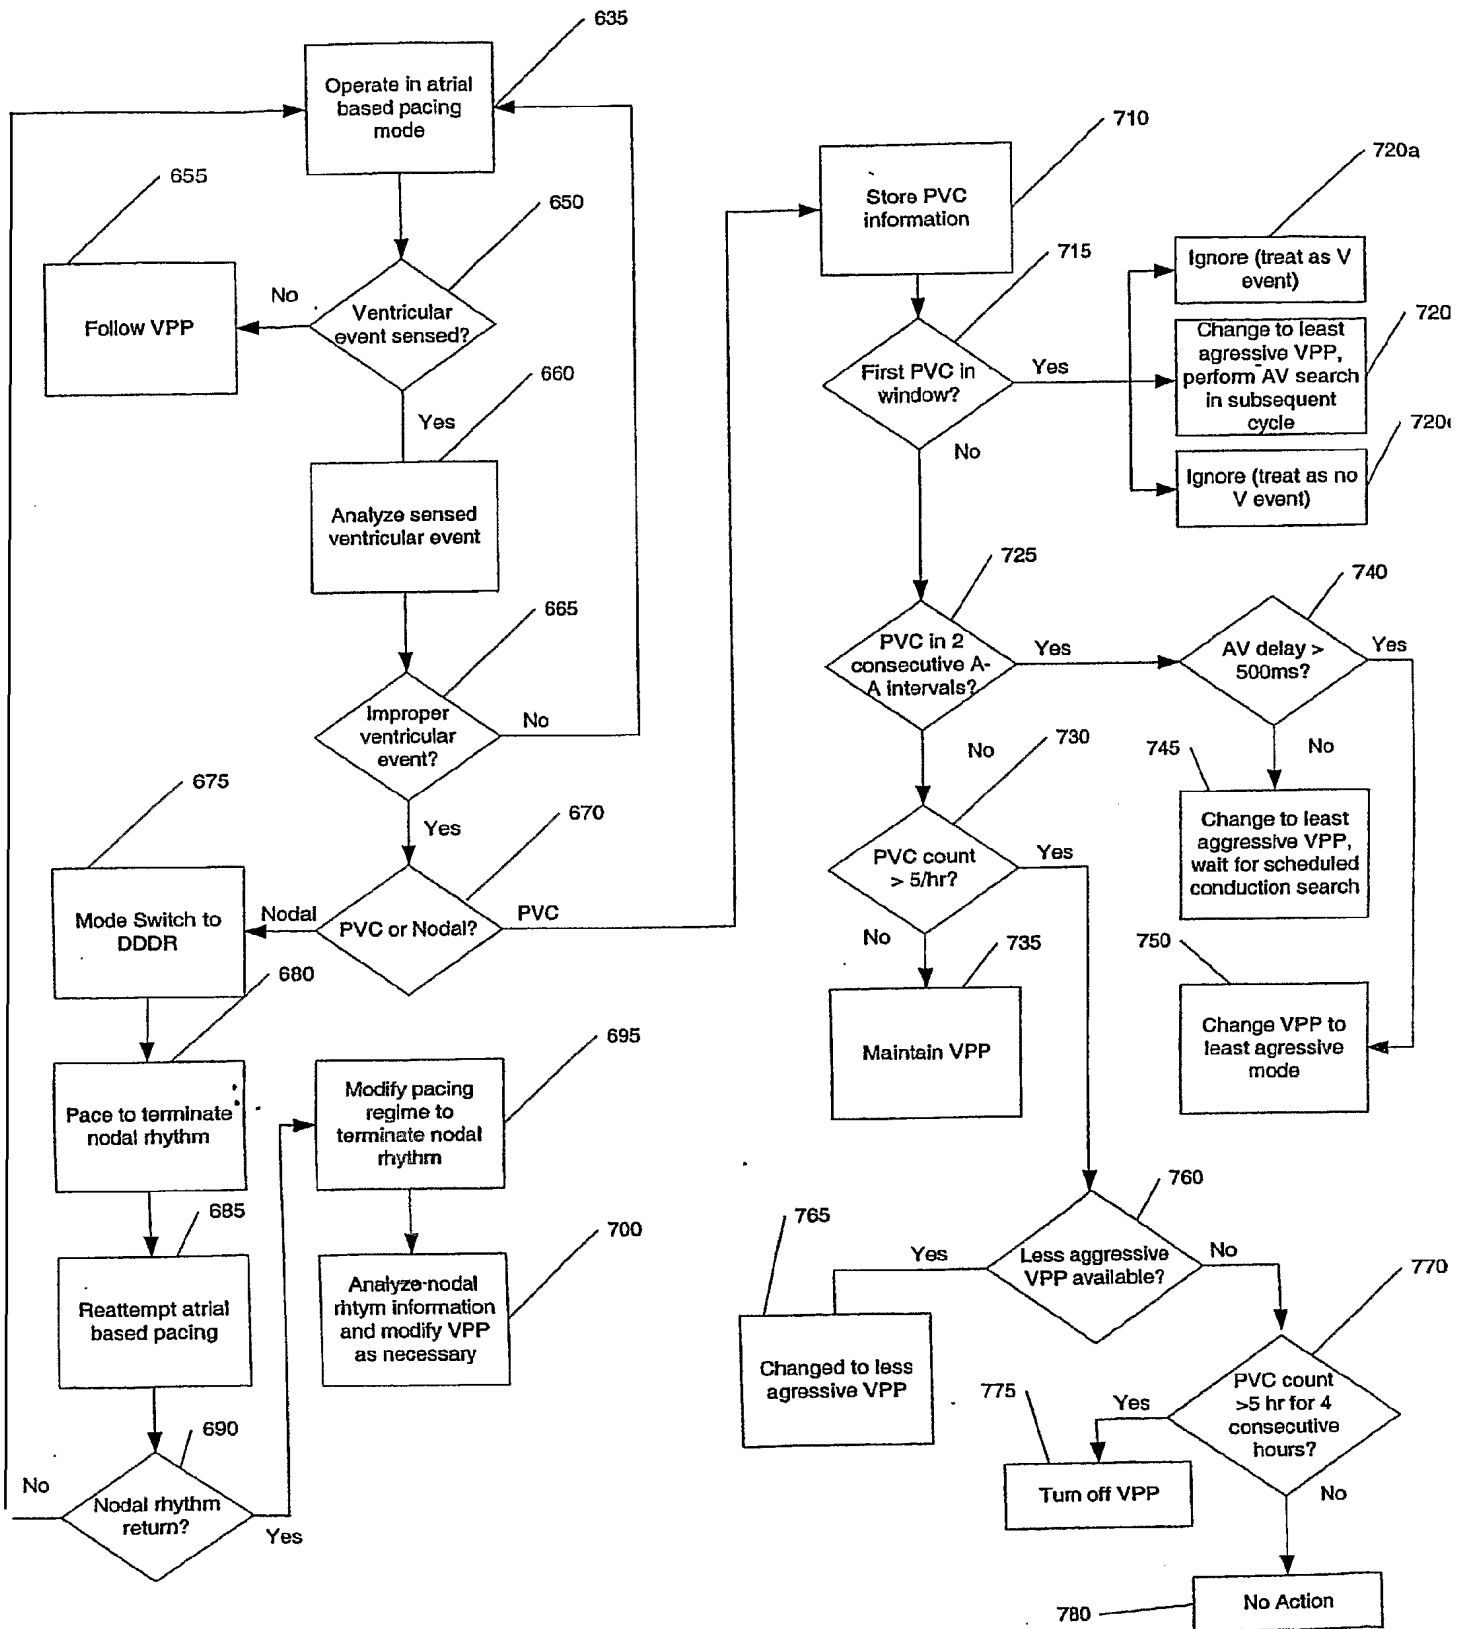 635
Operate in atrial
based pacing
mode
655
650
Follow VPP
No
Ventricular
event sensed?
660
Yes
Analyze sensed
ventricular event
665
Improper
ventricular
event?
No
675
Yes
670
Mode Switch to
DDDR
Nodal
PVC or Nodal?
PVC
680
Pace to terminate
nodal rhythm
695
Modify pacing
regime to
terminate nodal
rhythm
685
Reattempt atrial
based pacing
700
Analyze-nodal
rhtym information
and modify VPP
as necessary
690
No
Nodal rhythm
return?
Yes
710
Store PVC
information
715
First PVC in
window?
Yes
No
720a
Ignore (treat as V
event)
720
Change to least
agressive VPP,
perform AV search
in subsequent
cycle
720
Ignore (treat as no
V event)
725
PVC in 2
consecutive A-
A intervals?
Yes
740
AV delay >
500ms?
Yes
No
730
No
745
Change to least
aggressive VPP,
wait for scheduled
conduction search
PVC count
> 5/hr?
Yes
No
735
Maintain VPP
750
Change VPP to
least agressive
mode
760
Less aggressive
VPP available?
Yes
No
765
Changed to less
agressive VPP
770
PVC count
>5 hr for 4
consecutive
hours?
775
Yes
Turn off VPP
No
780
No Action